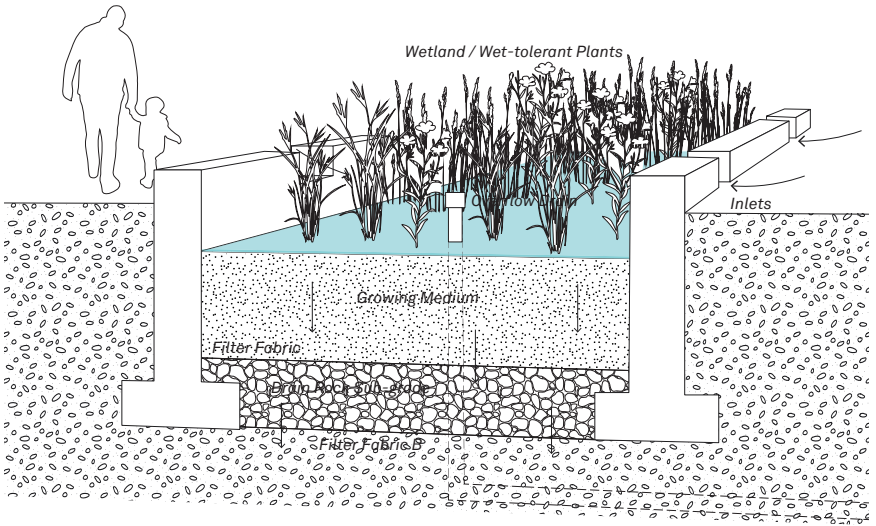 Wetland / Wet-tolerant Plants
Overflow Drain
Inlets
Growing Medium
Filter Fabric
Drain Rock Sub-grade
Filter Fabric B